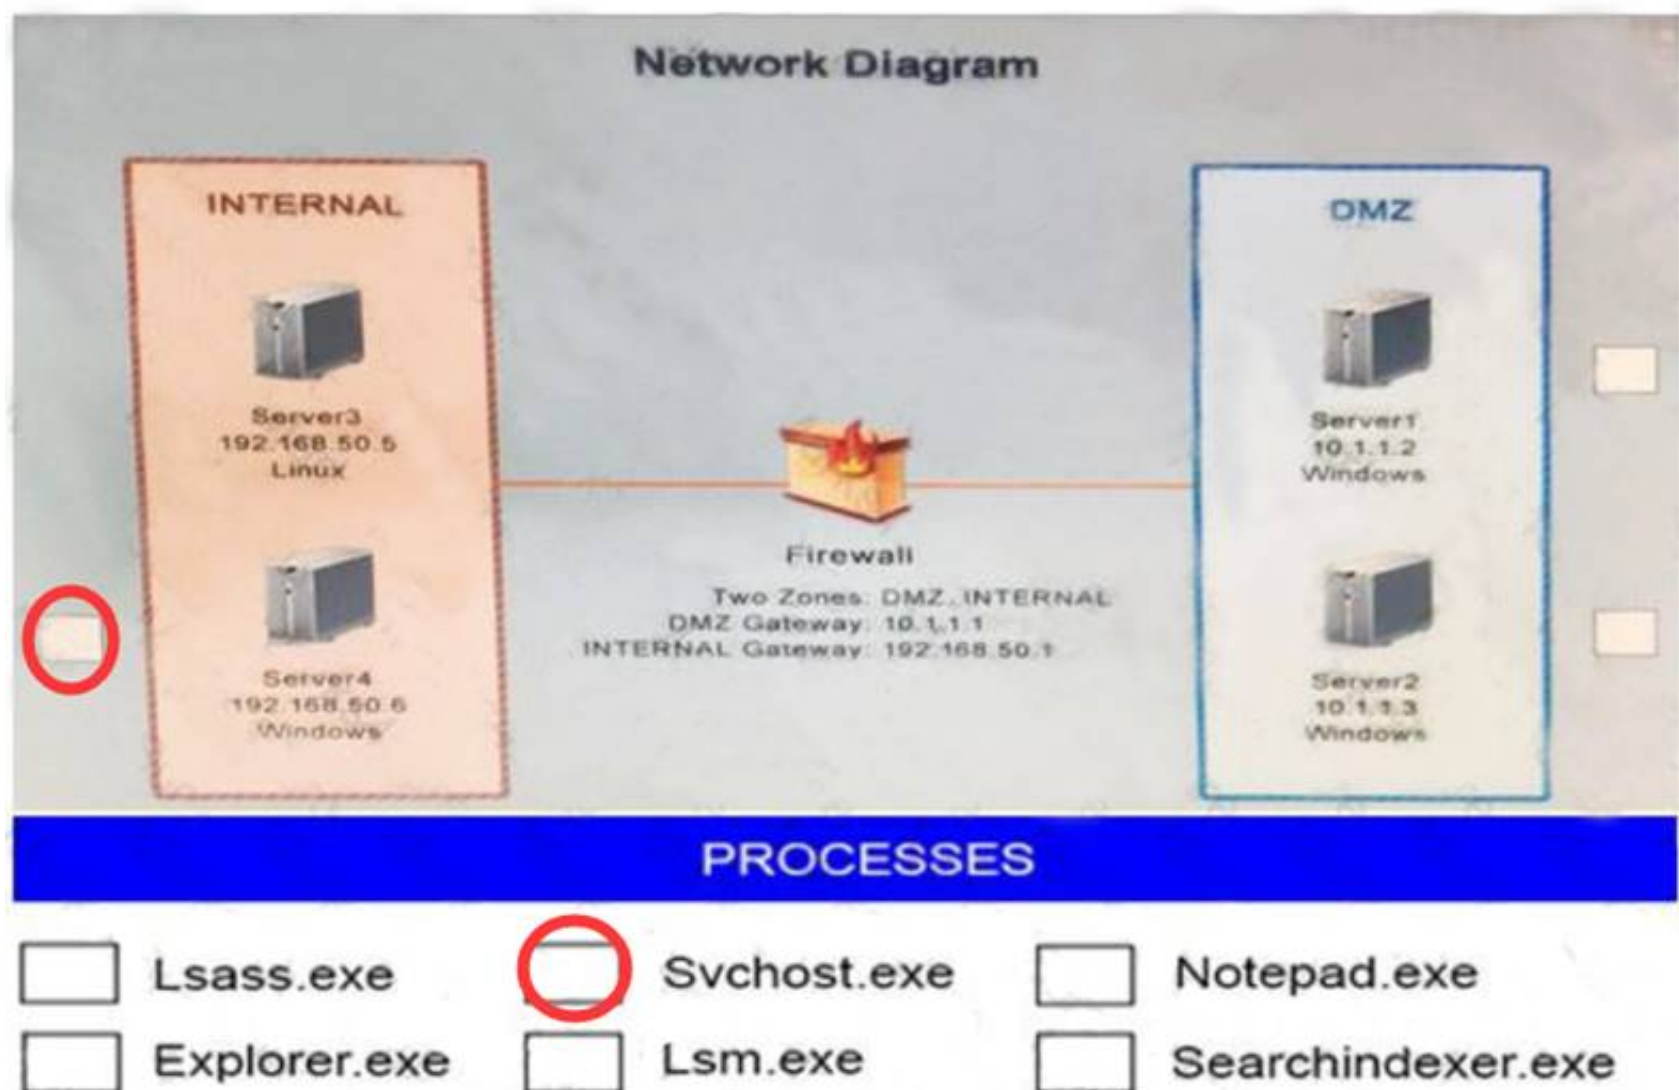 Network Diagram
INTERNAL
Server3
192.168.50.5
Linux
Server4
192.168.50.6
Windows
Firewall
Two Zones: DMZ, INTERNAL
DMZ Gateway: 10.1.1.1
INTERNAL Gateway: 192.168.50.1
DMZ
Server1
10.1.1.2
Windows
Server2
10.1.1.3
Windows
PROCESSES
Lsass.exe
Svchost.exe
Notepad.exe
Explorer.exe
Lsm.exe
Searchindexer.exe